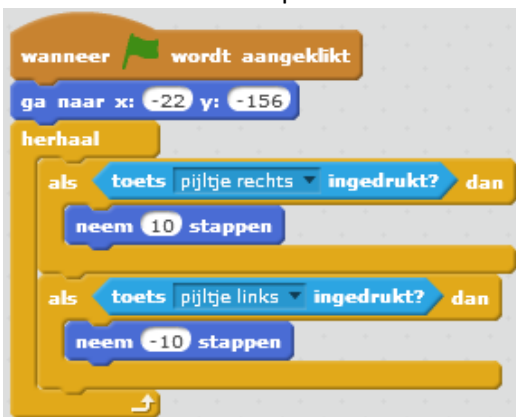 wanneer wordt aangeklikt
ga naar x: -22 y: -156
herhaal
als toets pijltje rechts ingedrukt? dan
neem 10 stappen
als toets pijltje links ingedrukt? dan
neem -10 stappen